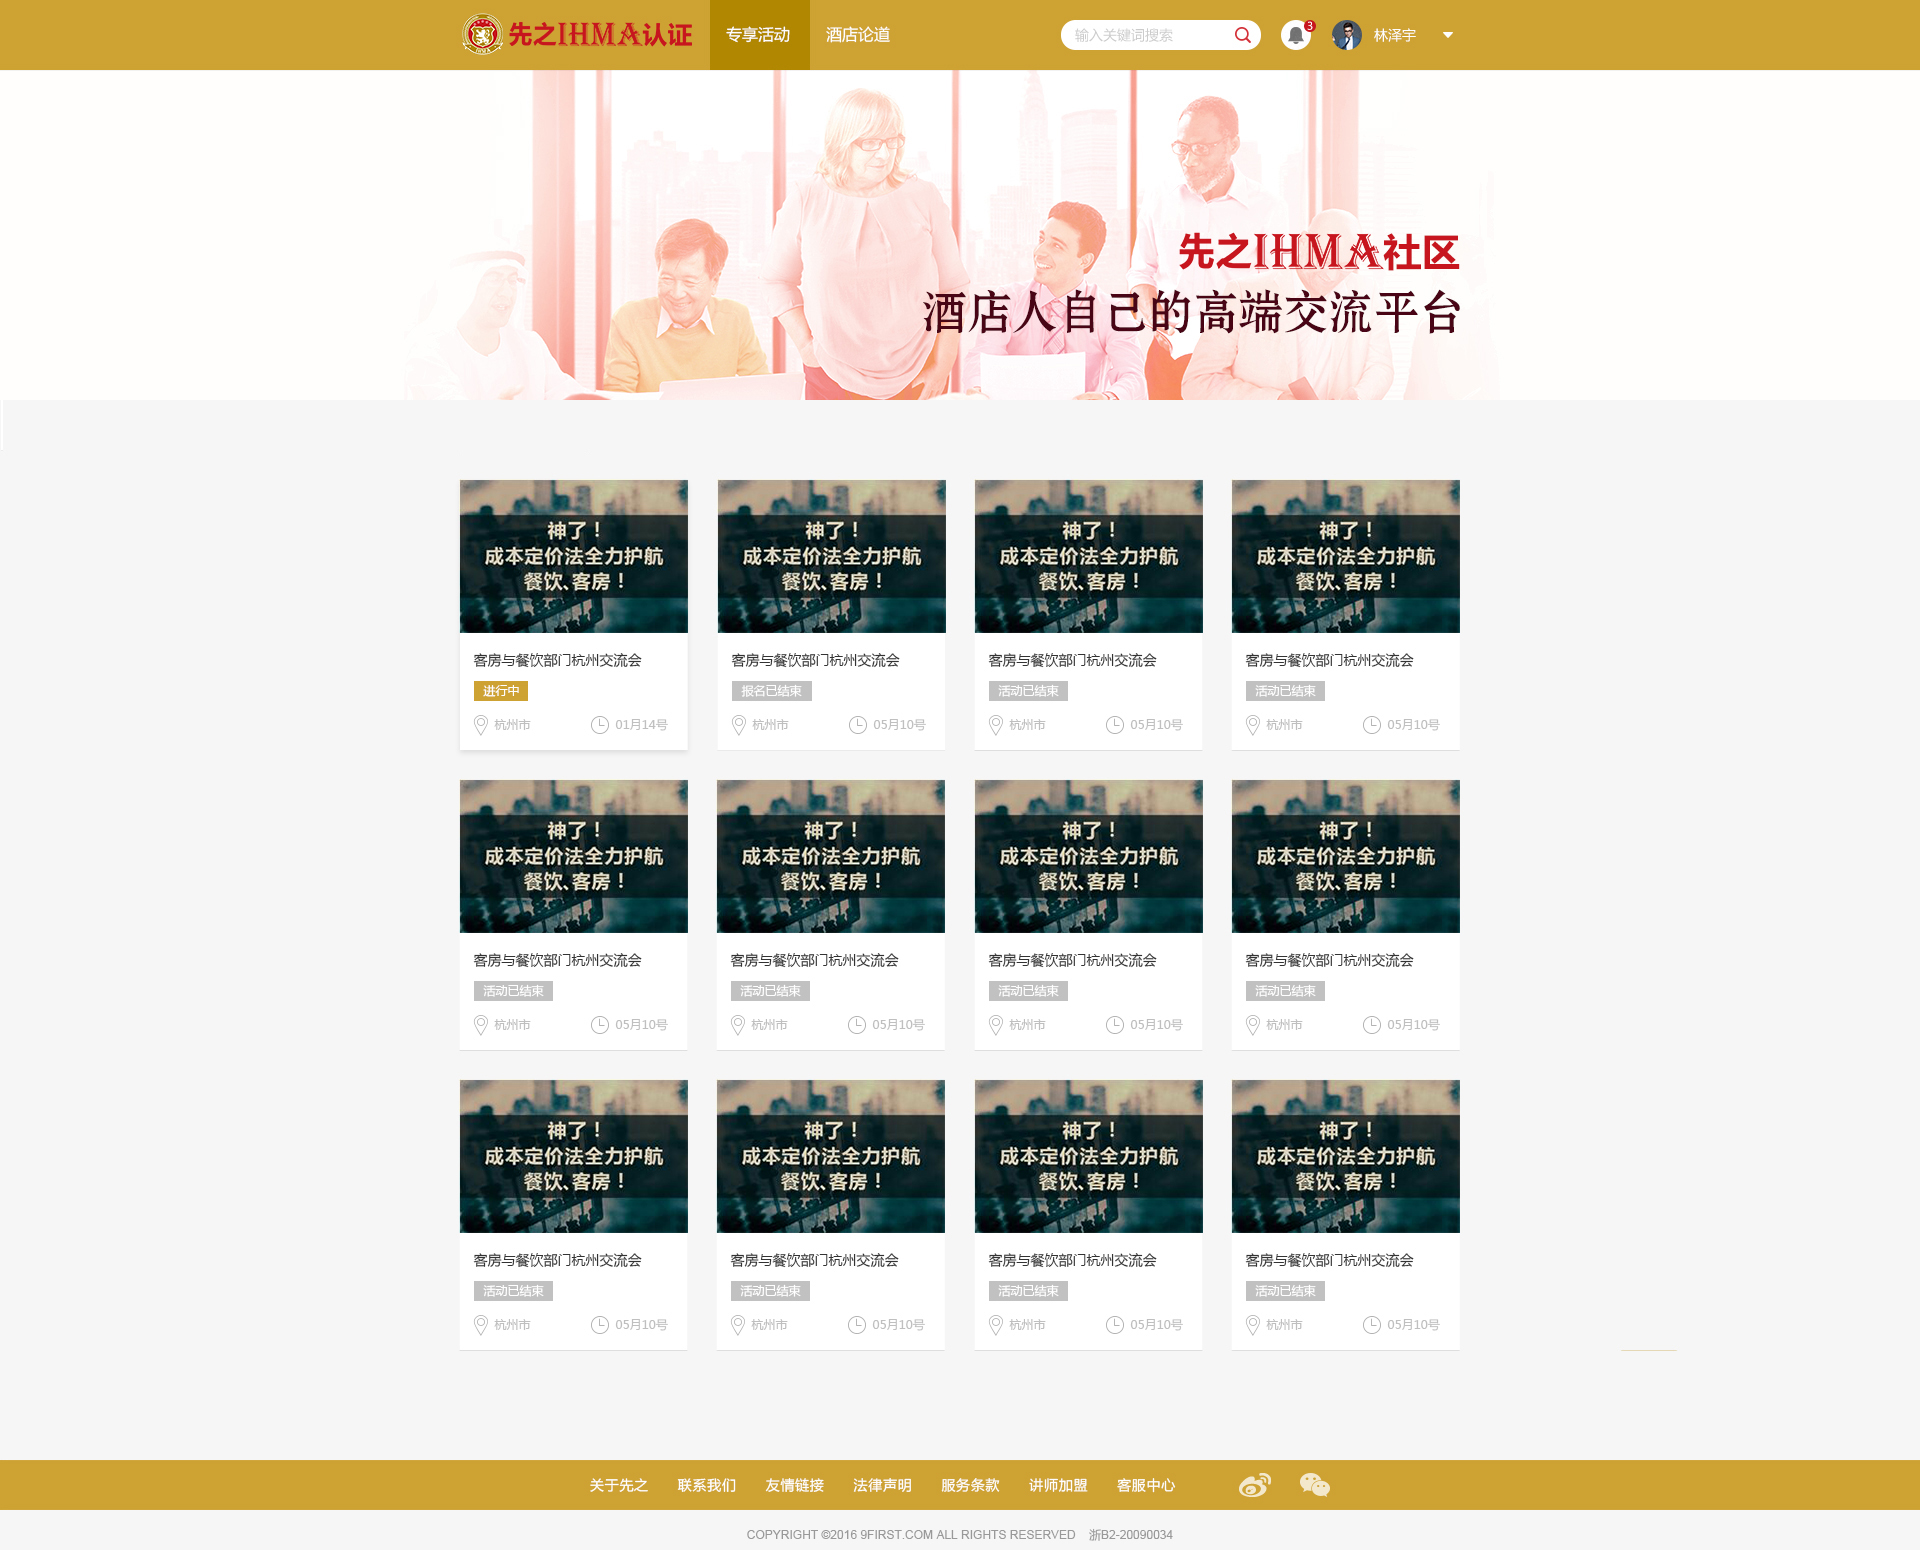 先之IHMA认证
专享活动
酒店论道
输入关键词搜索
3
林泽宇
先之IHMA社区
酒店人自己的高端交流平台
神了！
成本定价法全力护航
餐饮、客房！
客房与餐饮部门杭州交流会
进行中
杭州市
01月14号
神了！
成本定价法全力护航
餐饮、客房！
客房与餐饮部门杭州交流会
报名已结束
杭州市
05月10号
神了！
成本定价法全力护航
餐饮、客房！
客房与餐饮部门杭州交流会
活动已结束
杭州市
05月10号
神了！
成本定价法全力护航
餐饮、客房！
客房与餐饮部门杭州交流会
活动已结束
杭州市
05月10号
神了！
成本定价法全力护航
餐饮、客房！
客房与餐饮部门杭州交流会
活动已结束
杭州市
05月10号
神了！
成本定价法全力护航
餐饮、客房！
客房与餐饮部门杭州交流会
活动已结束
杭州市
05月10号
神了！
成本定价法全力护航
餐饮、客房！
客房与餐饮部门杭州交流会
活动已结束
杭州市
05月10号
神了！
成本定价法全力护航
餐饮、客房！
客房与餐饮部门杭州交流会
活动已结束
杭州市
05月10号
神了！
成本定价法全力护航
餐饮、客房！
客房与餐饮部门杭州交流会
活动已结束
杭州市
05月10号
神了！
成本定价法全力护航
餐饮、客房！
客房与餐饮部门杭州交流会
活动已结束
杭州市
05月10号
神了！
成本定价法全力护航
餐饮、客房！
客房与餐饮部门杭州交流会
活动已结束
杭州市
05月10号
神了！
成本定价法全力护航
餐饮、客房！
客房与餐饮部门杭州交流会
活动已结束
杭州市
05月10号
关于先之 联系我们 友情链接 法律声明 服务条款 讲师加盟 客服中心
COPYRIGHT ©2016 9FIRST.COM ALL RIGHTS RESERVED 浙B2-20090034